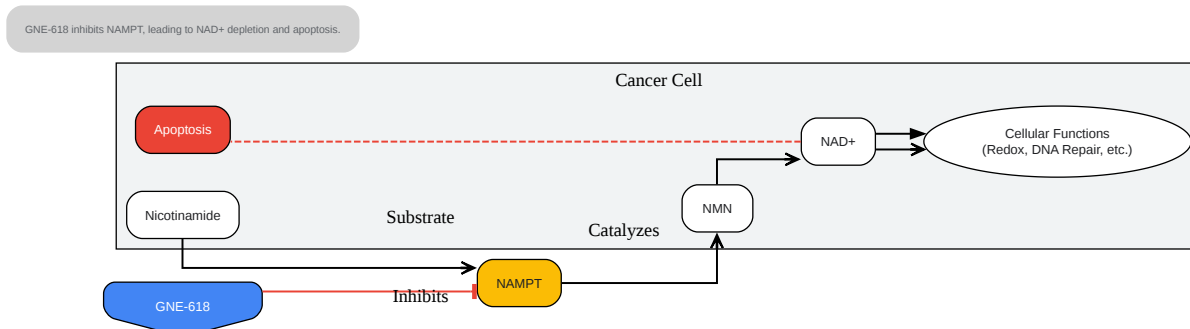 GNE-618 inhibits NAMPT, leading to NAD+ depletion and apoptosis.
Cancer Cell
Apoptosis
NAD+
Cellular Functions
(Redox, DNA Repair, etc.)
Nicotinamide
Substrate
NMN
Catalyzes
NAMPT
Inhibits
GNE-618